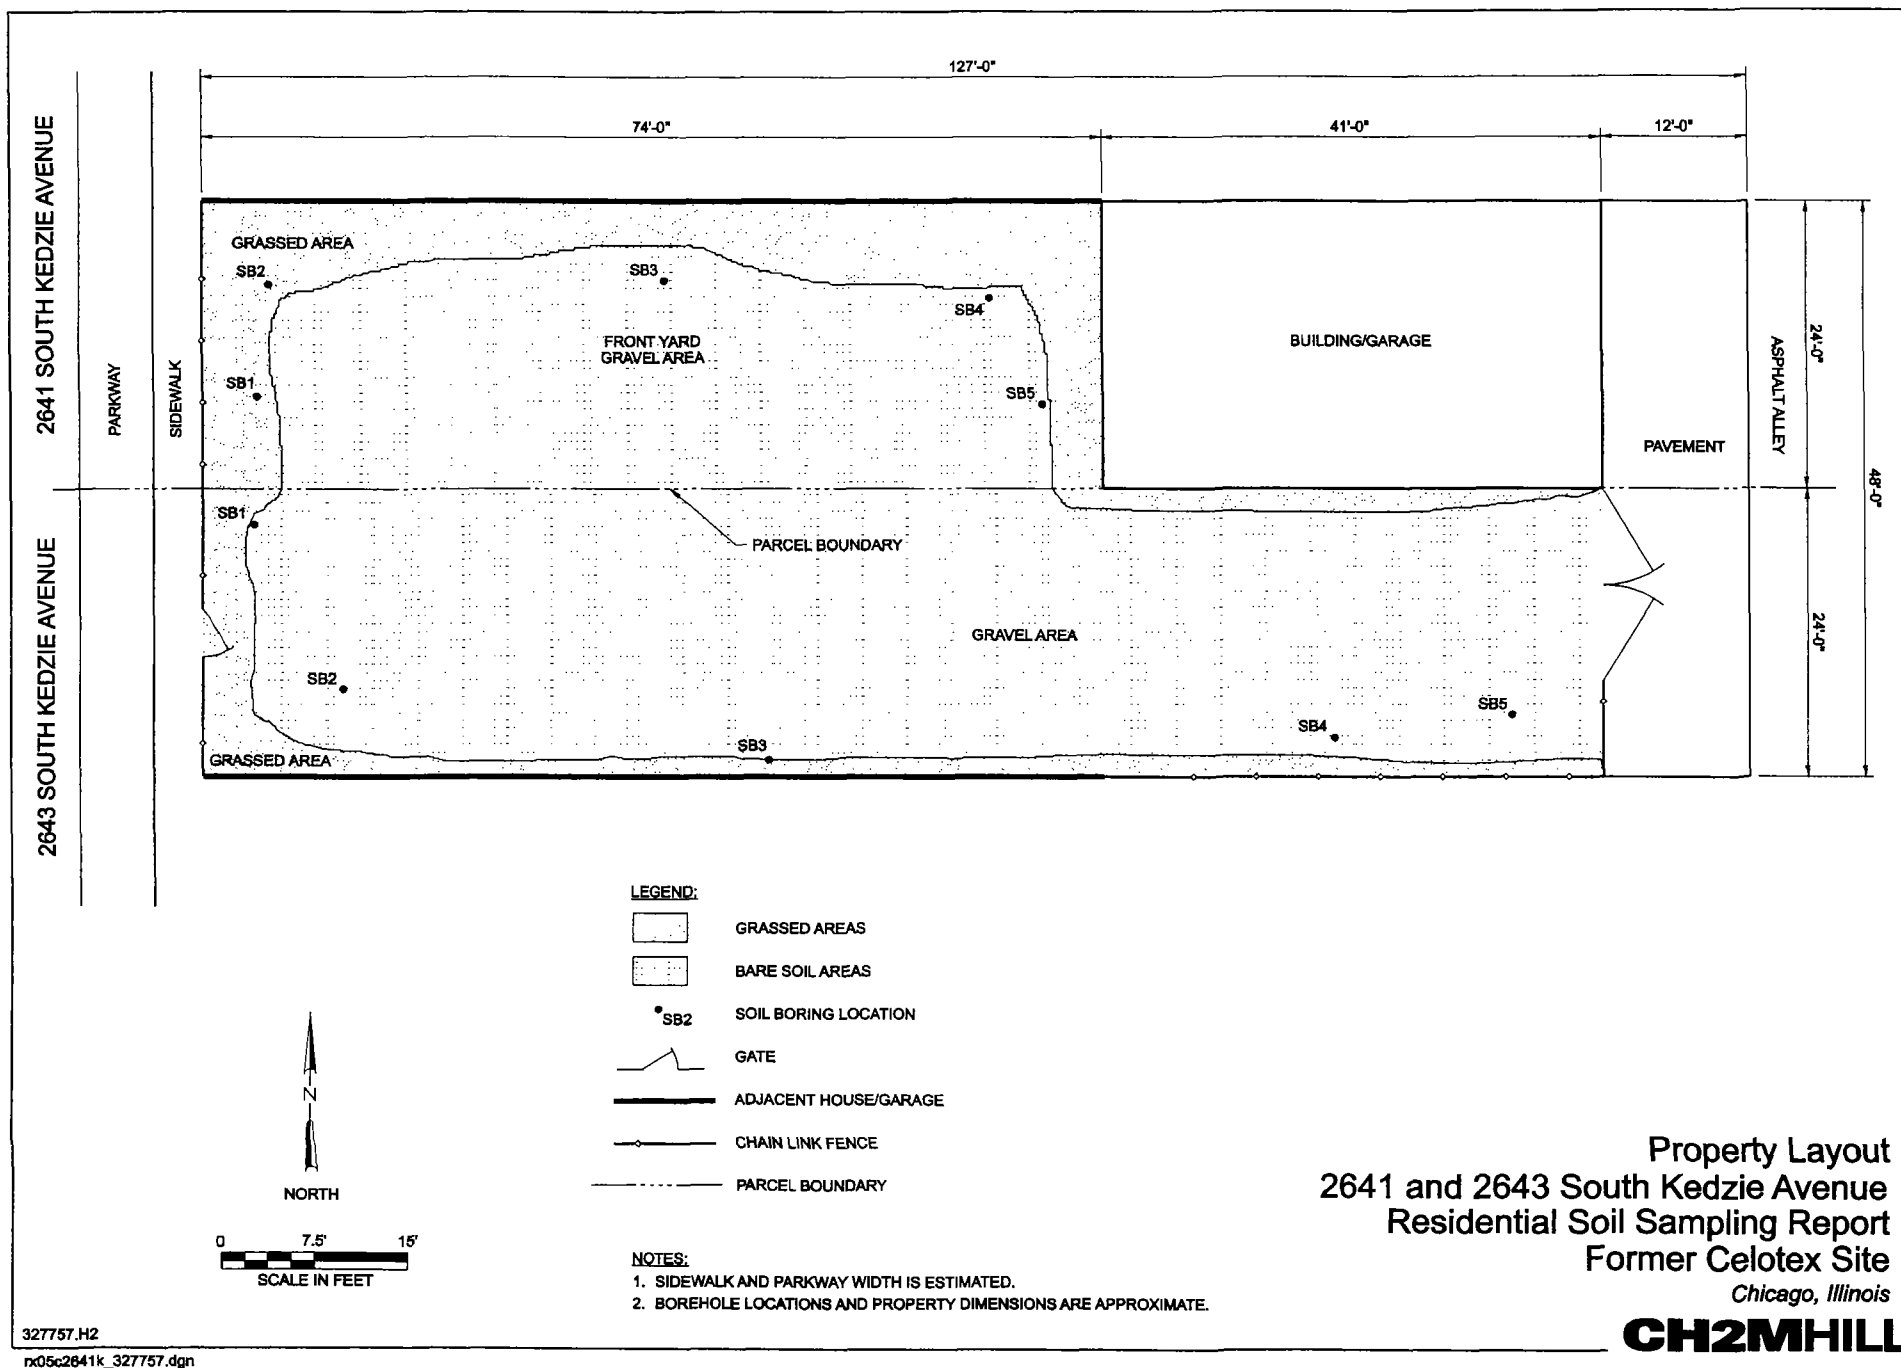 127'-0"
74'-0"
41'-0"
12'-0"
2641 SOUTH KEDZIE AVENUE
2643 SOUTH KEDZIE AVENUE
PARKWAY
SIDEWALK
GRASSED AREA
SB2
SB3
SB4
FRONT YARD
GRAVEL AREA
SB1
SB5
BUILDING/GARAGE
PAVEMENT
ASPHALT ALLEY
24'-0"
48'-0"
24'-0"
SB1
PARCEL BOUNDARY
GRAVEL AREA
SB2
SB3
SB4
SB5
GRASSED AREA
LEGEND:
GRASSED AREAS
BARE SOIL AREAS
SB2
SOIL BORING LOCATION
GATE
ADJACENT HOUSE/GARAGE
CHAIN LINK FENCE
PARCEL BOUNDARY
N
NORTH
0 7.5' 15'
SCALE IN FEET
NOTES:
1. SIDEWALK AND PARKWAY WIDTH IS ESTIMATED.
2. BOREHOLE LOCATIONS AND PROPERTY DIMENSIONS ARE APPROXIMATE.
Property Layout
2641 and 2643 South Kedzie Avenue
Residential Soil Sampling Report
Former Celotex Site
Chicago, Illinois
CH2MHILL
327757.H2
rx05c2641k_327757.dgn